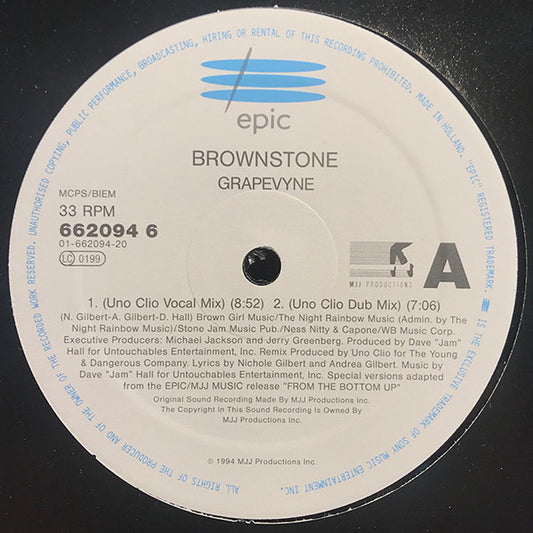 ALL RIGHTS OF THE PRODUCER AND OF THE OWNER OF THE RECORDED WORK RESERVED. UNAUTHORISED COPYING, PUBLIC PERFORMANCE, BROADCASTING, HIRING OR RENTAL OF THIS RECORDING PROHIBITED. MADE IN HOLLAND. "EPIC" REGISTERED TRADEMARK. IS THE EXCLUSIVE TRADEMARK OF SONY MUSIC ENTERTAINMENT INC.
epic
BROWNSTONE
GRAPEVYNE
MCPS/BIEM
33 RPM
662094 6
01-662094-20
LC 0199
MJJ PRODUCTIONS
A
1. (Uno Clio Vocal Mix) (8:52) 2. (Uno Clio Dub Mix) (7:06)
(N. Gilbert-A. Gilbert-D. Hall) Brown Girl Music/The Night Rainbow Music (Admin. by The
Night Rainbow Music)/Stone Jam Music Pub./Ness Nitty & Capone/WB Music Corp.
Executive Producers: Michael Jackson and Jerry Greenberg. Produced by Dave "Jam"
Hall for Untouchables Entertainment, Inc. Remix Produced by Uno Clio for The Young
& Dangerous Company. Lyrics by Nichole Gilbert and Andrea Gilbert. Music by
Dave "Jam" Hall for Untouchables Entertainment, Inc. Special versions adapted
from the EPIC/MJJ MUSIC release "FROM THE BOTTOM UP"
Original Sound Recording Made By MJJ Productions Inc.
The Copyright In This Sound Recording Is Owned By
MJJ Productions Inc.
℗ 1994 MJJ Productions Inc.